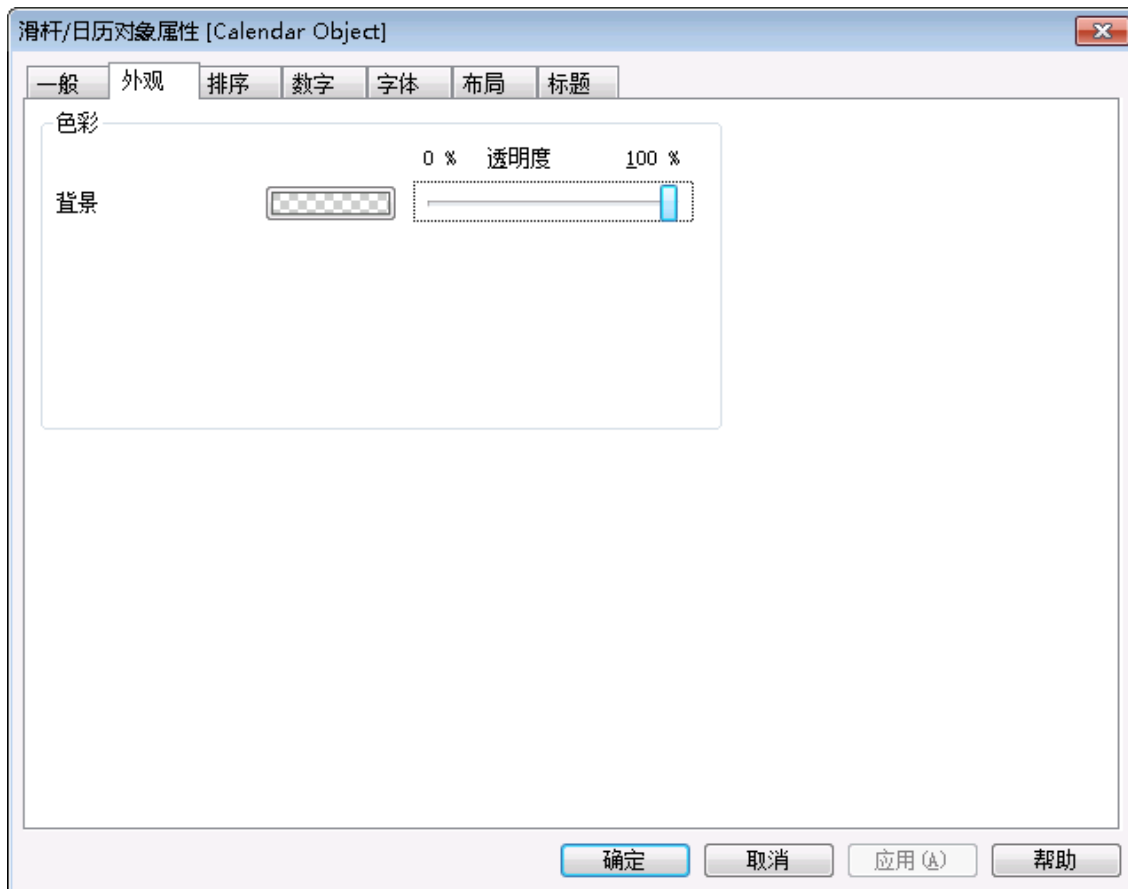 滑杆/日历对象属性 [Calendar Object]
一般 外观 排序 数字 字体 布局 标题
色彩
0 % 透明度 100 %
背景
确定 取消 应用(A) 帮助